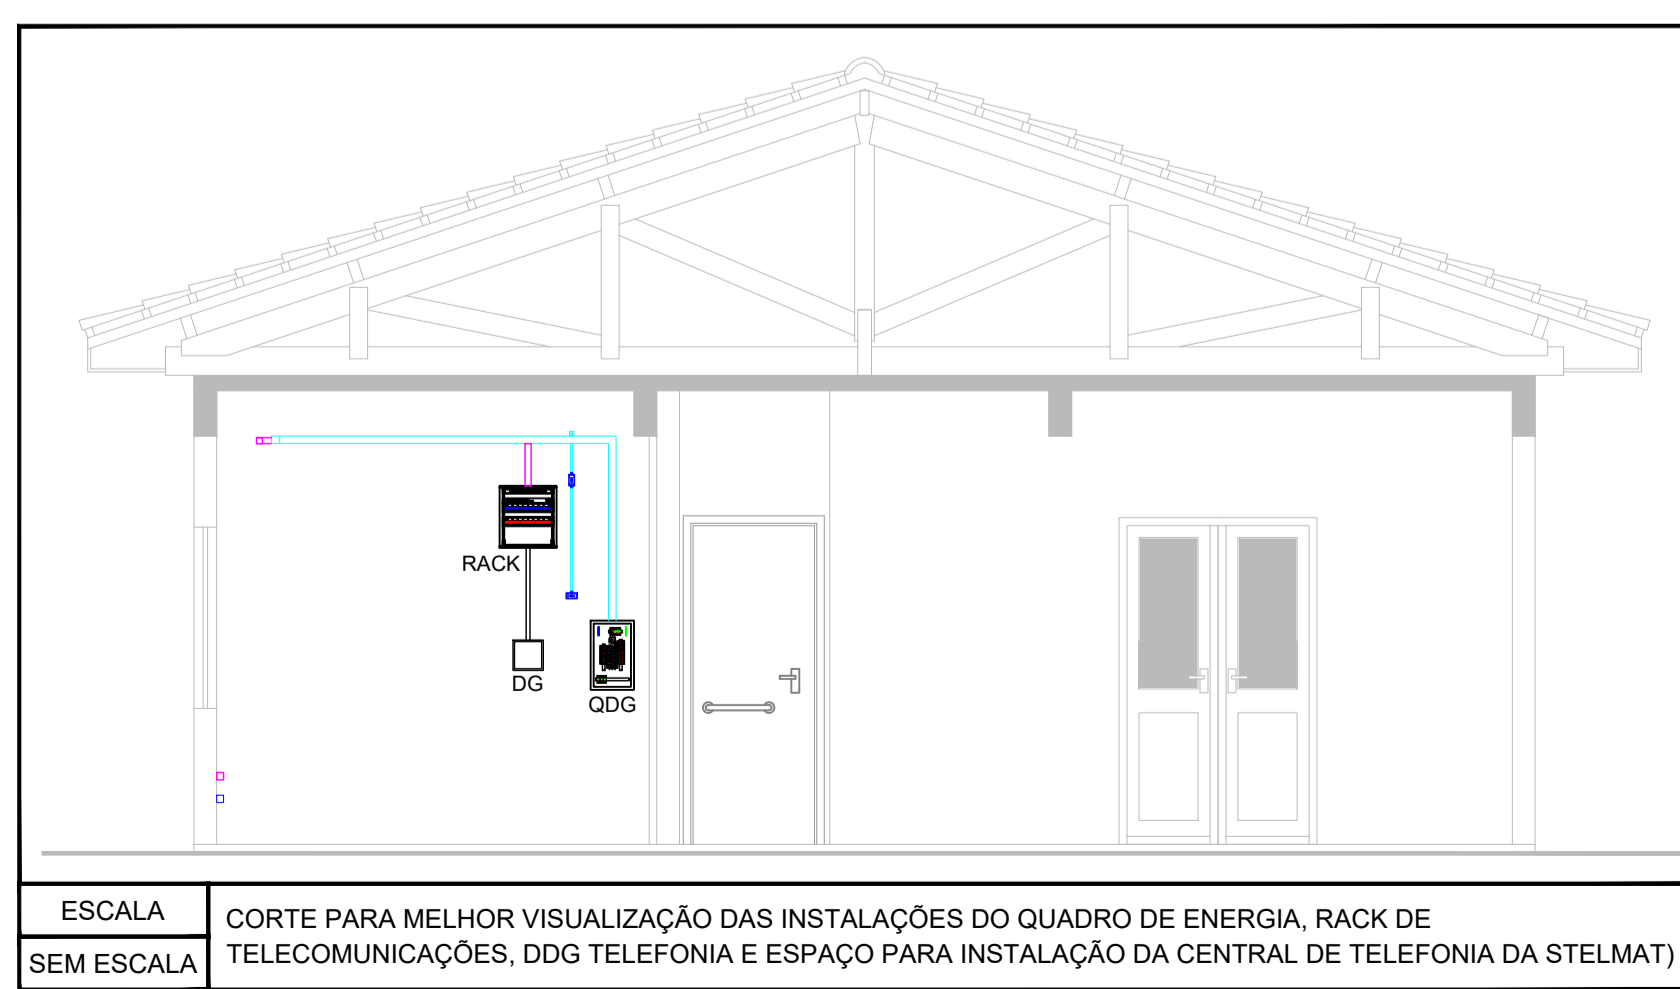 RACK
DG
QDG
ESCALA
SEM ESCALA
CORTE PARA MELHOR VISUALIZAÇÃO DAS INSTALAÇÕES DO QUADRO DE ENERGIA, RACK DE
TELECOMUNICAÇÕES, DDG TELEFONIA E ESPAÇO PARA INSTALAÇÃO DA CENTRAL DE TELEFONIA DA STELMAT)